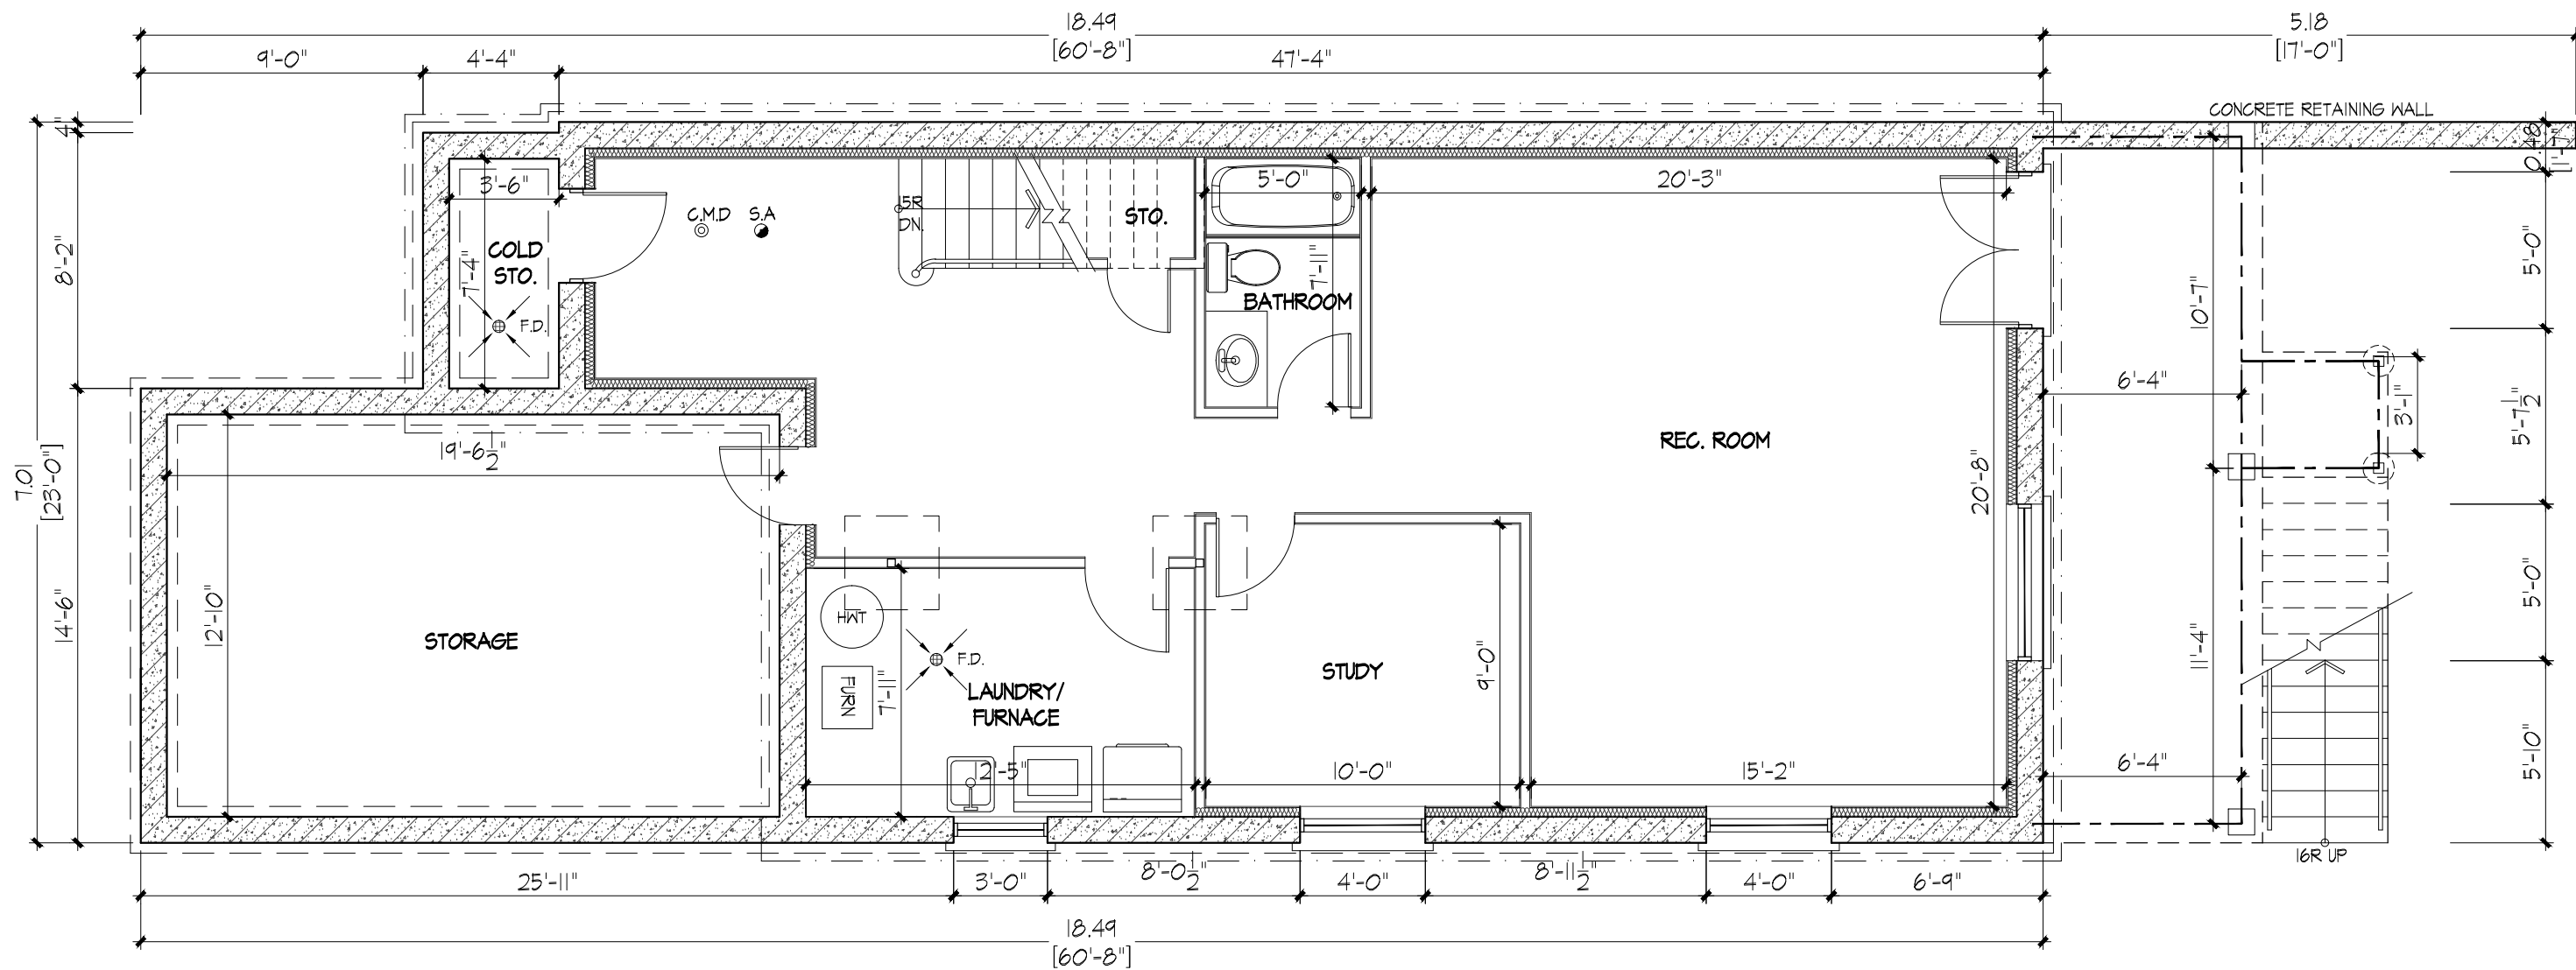 18.49
[60'-8"]
5.18
[17'-0"]
9'-0"
4'-4"
47'-4"
CONCRETE RETAINING WALL
4"
0.48
1'-7"
3'-6"
5'-0"
20'-3"
C.M.D
S.A
15R
DN.
STO.
COLD
STO.
7'-4"
F.D.
8'-2"
7'-11"
BATHROOM
10'-7"
5'-0"
6'-4"
3'-1"
5'-7 1/2"
REC. ROOM
19'-6 1/2"
7.01
[23'-0"]
20'-8"
12'-10"
14'-6"
STORAGE
HWT
F.D.
FURN
7'-11"
LAUNDRY/
FURNACE
STUDY
9'-0"
11'-4"
5'-0"
2'-5"
10'-0"
15'-2"
6'-4"
5'-10"
16R UP
25'-11"
3'-0"
8'-0 1/2"
4'-0"
8'-11 1/2"
4'-0"
6'-9"
18.49
[60'-8"]